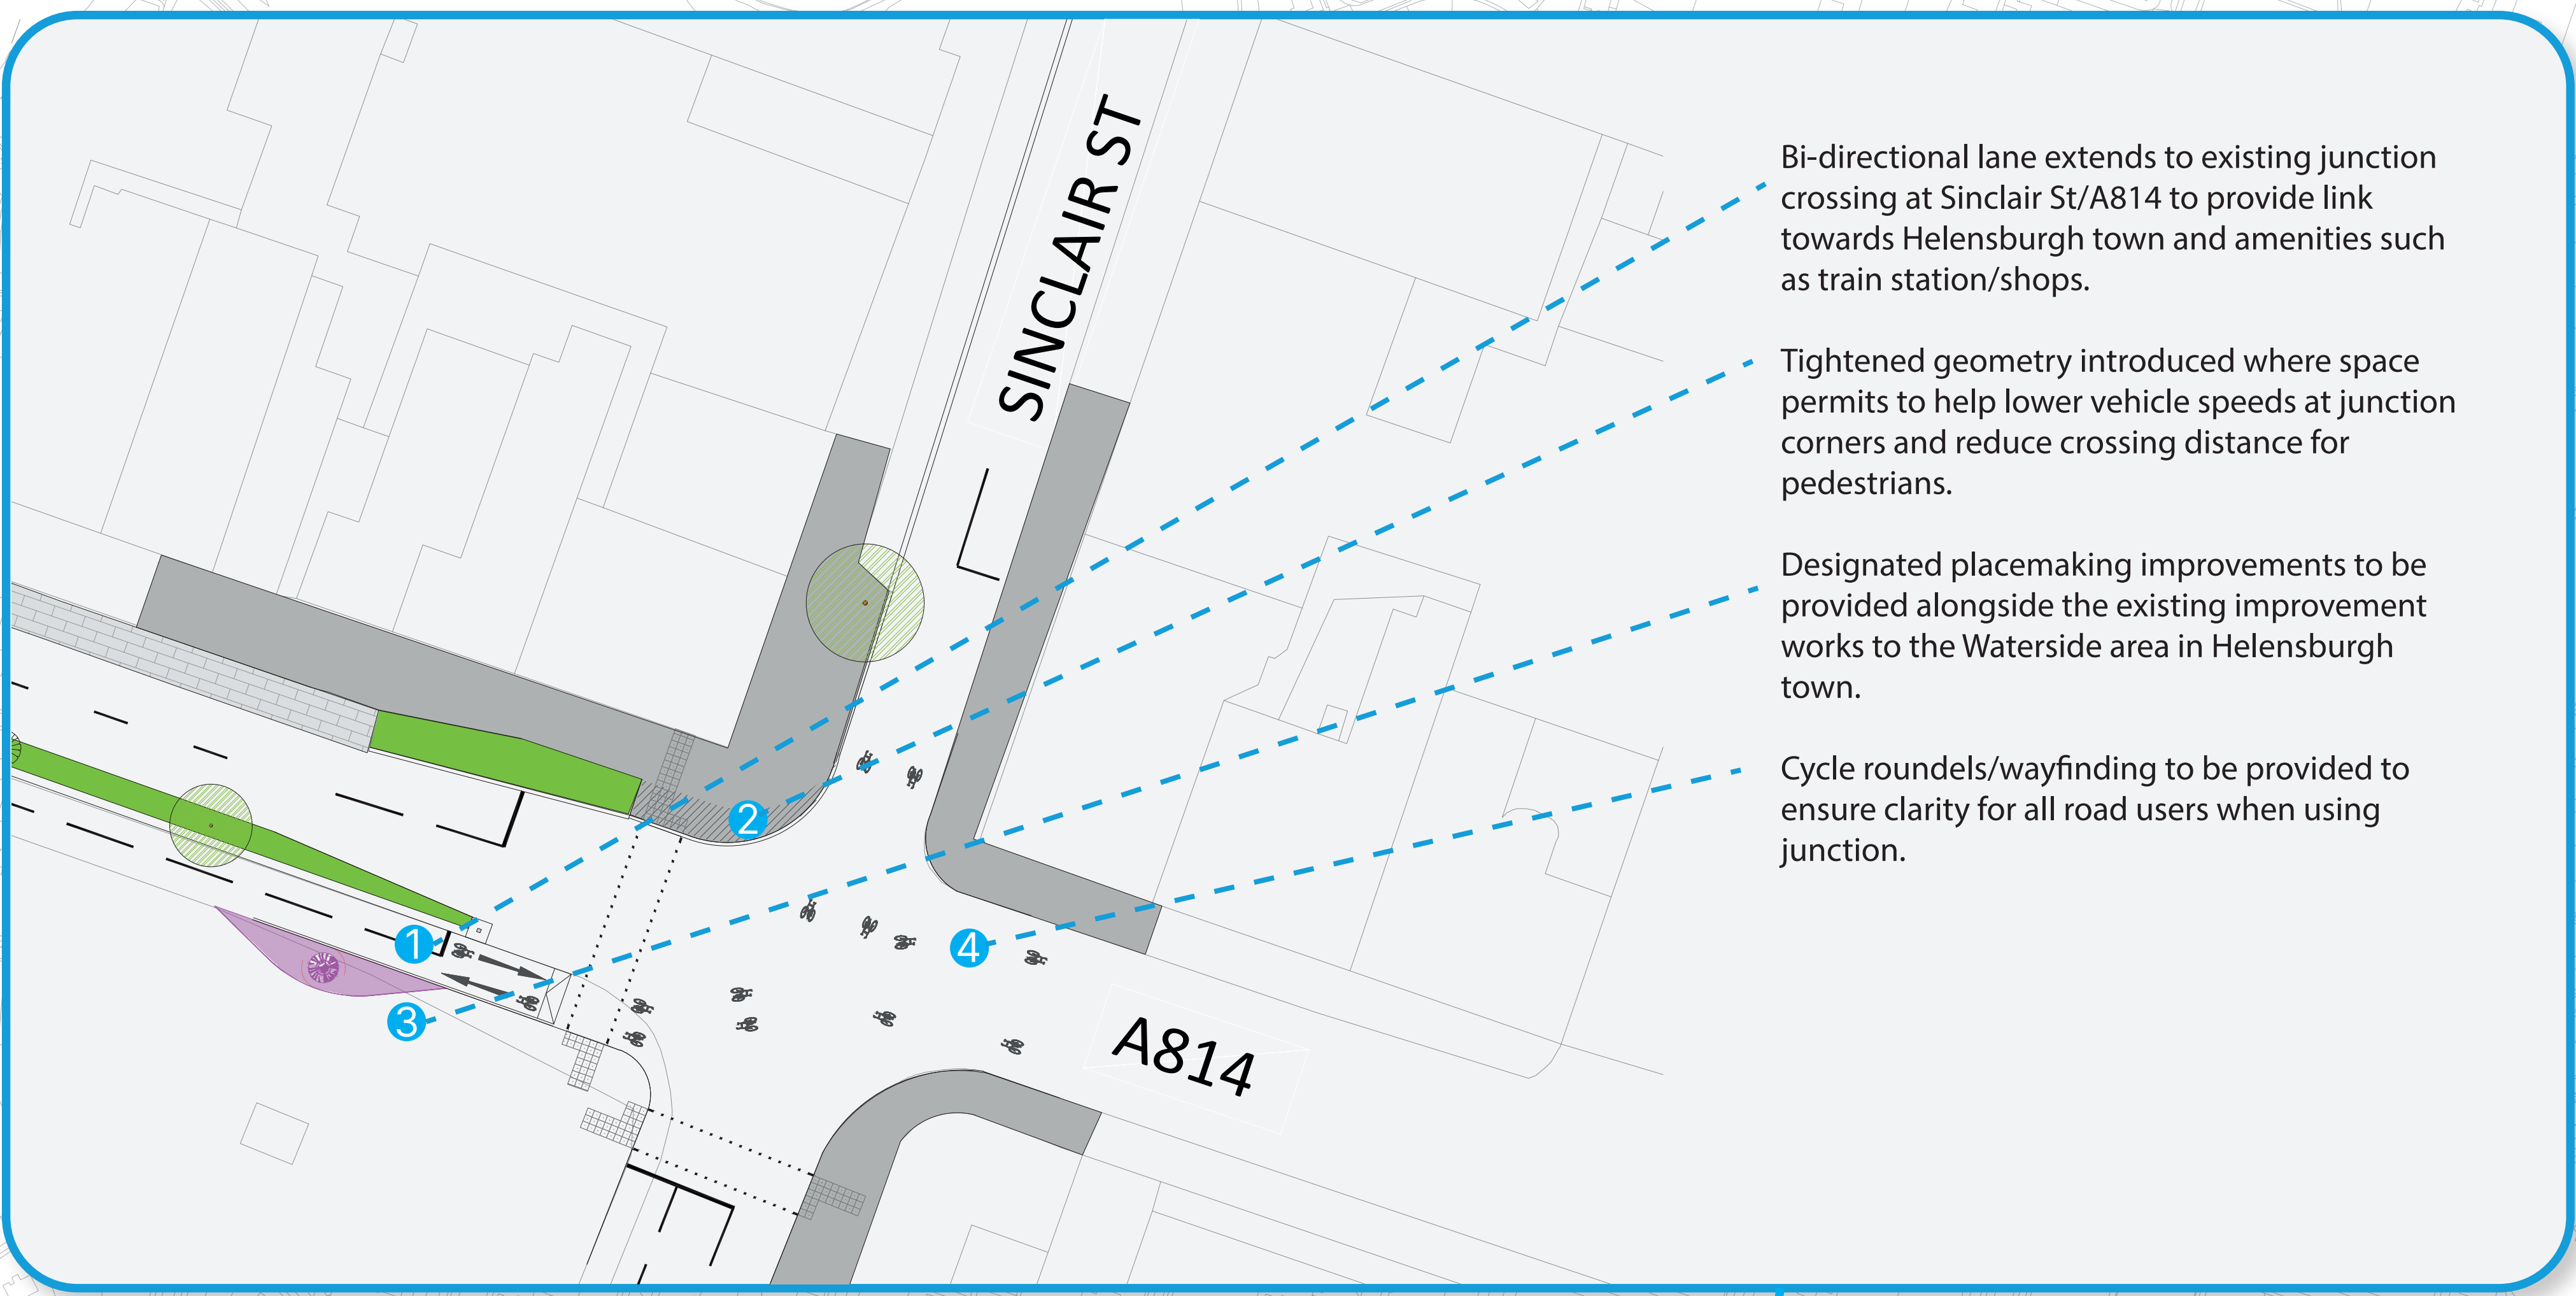 SINCLAIR ST
Bi-directional lane extends to existing junction
crossing at Sinclair St/A814 to provide link
towards Helensburgh town and amenities such
as train station/shops.
Tightened geometry introduced where space
permits to help lower vehicle speeds at junction
corners and reduce crossing distance for
pedestrians.
Designated placemaking improvements to be
provided alongside the existing improvement
works to the Waterside area in Helensburgh
town.
Cycle roundels/wayfinding to be provided to
ensure clarity for all road users when using
junction.
2
1
4
3
A814